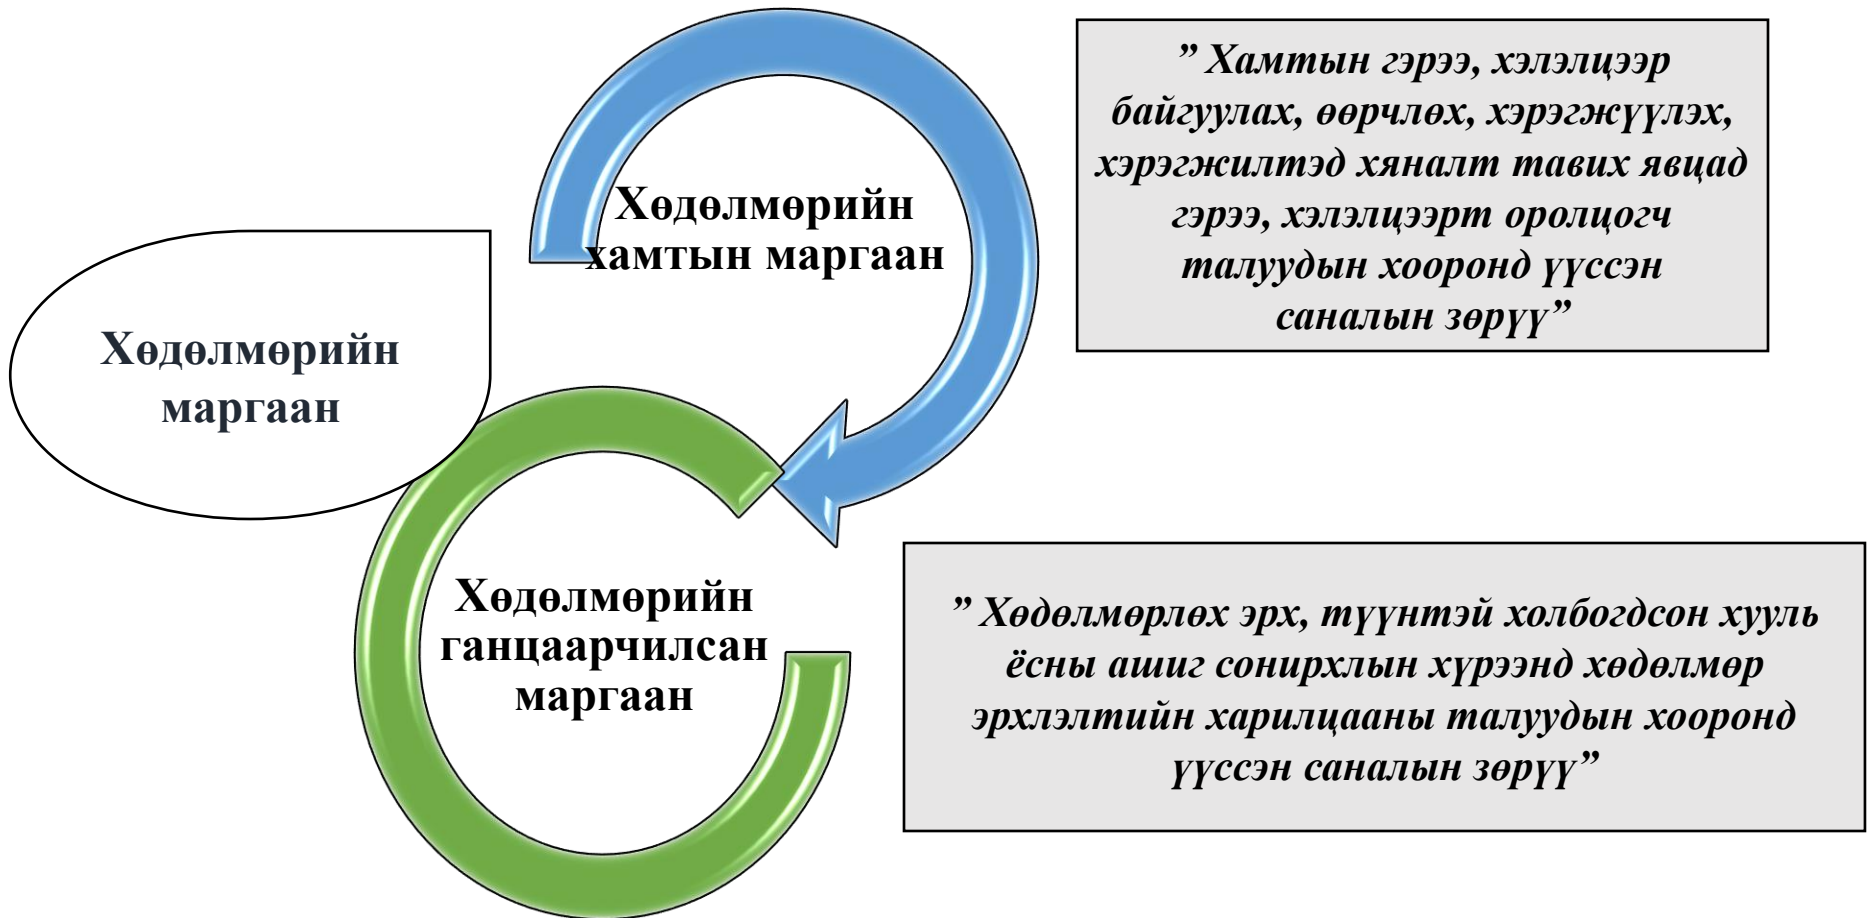 Хөдөлмөрийн
маргаан
Хөдөлмөрийн
хамтын маргаан
” Хамтын гэрээ, хэлэлцээр
байгуулах, өөрчлөх, хэрэгжүүлэх,
хэрэгжилтэд хяналт тавих явцад
гэрээ, хэлэлцээрт оролцогч
талуудын хооронд үүссэн
саналын зөрүү”
Хөдөлмөрийн
ганцаарчилсан
маргаан
” Хөдөлмөрлөх эрх, түүнтэй холбогдсон хууль
ёсны ашиг сонирхлын хүрээнд хөдөлмөр
эрхлэлтийн харилцааны талуудын хооронд
үүссэн саналын зөрүү”